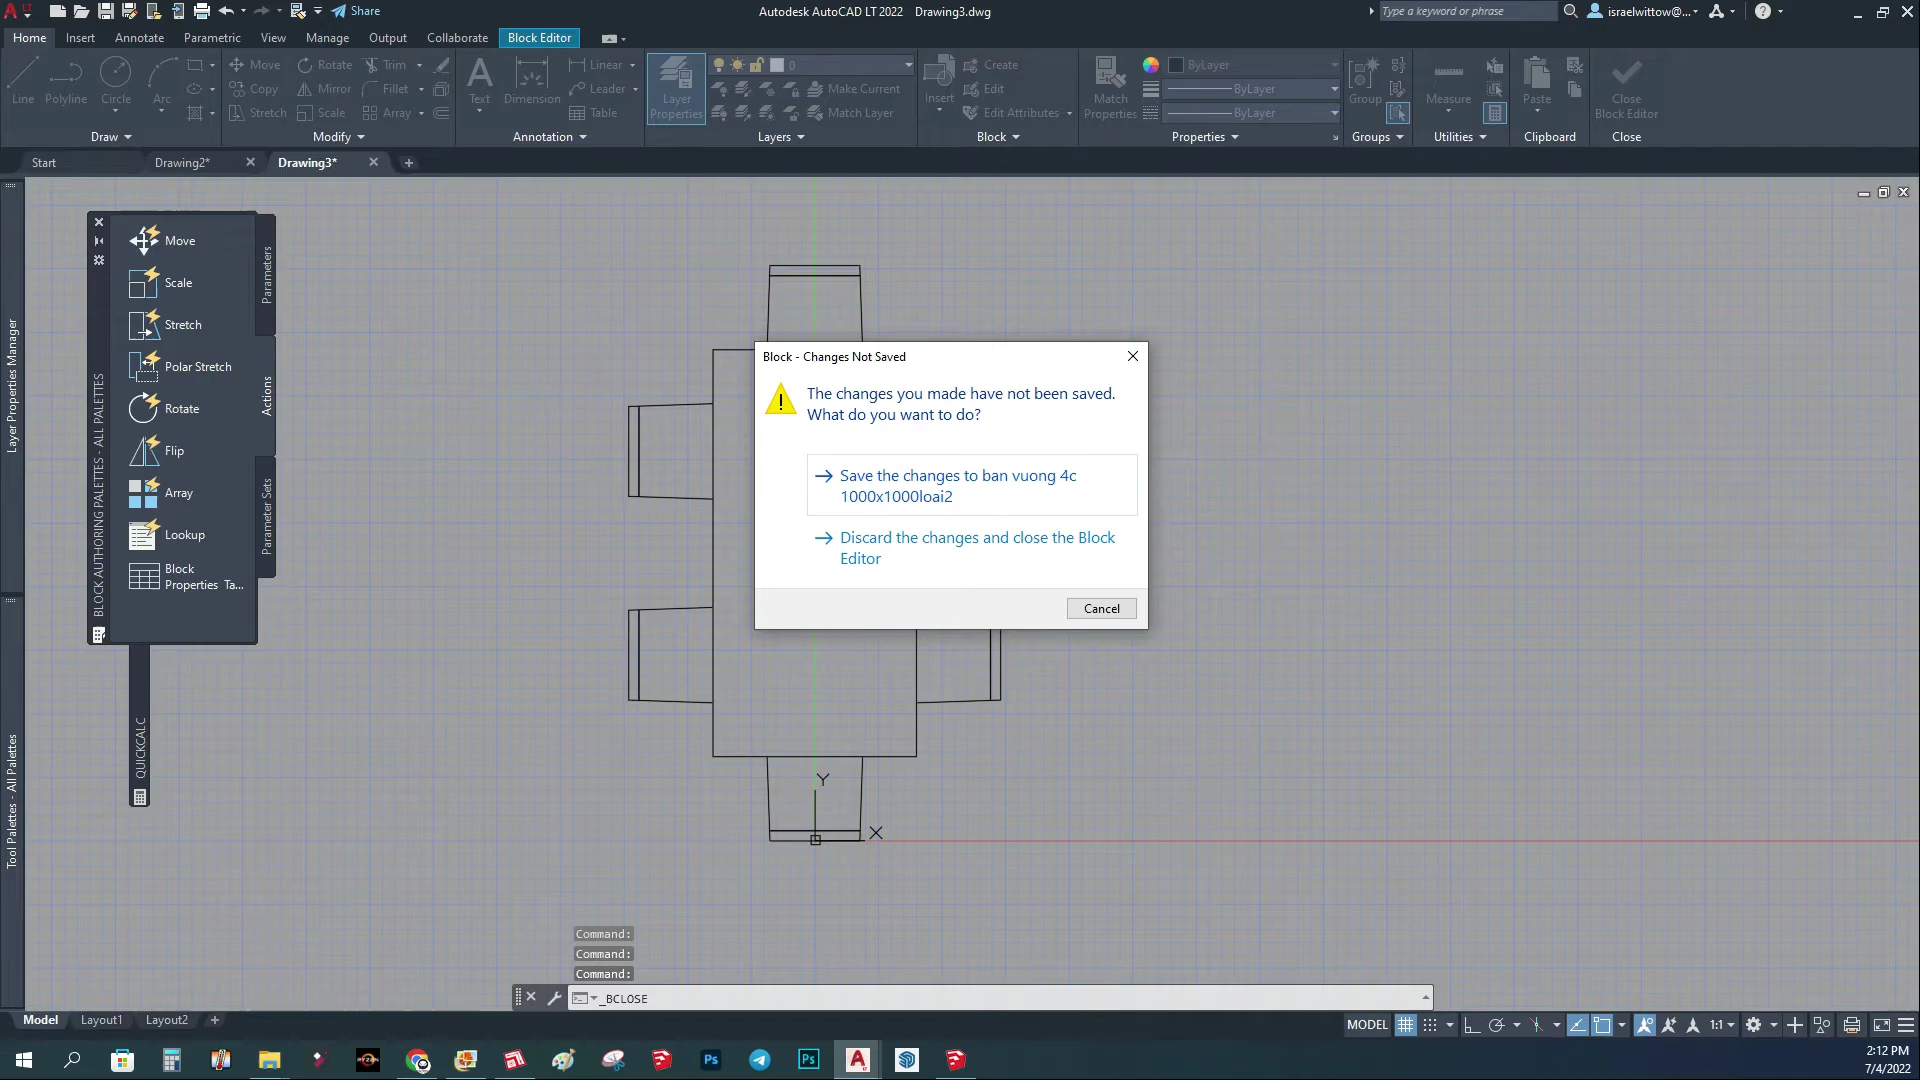 Share
Autodesk AutoCAD LT 2022 Drawing3.dwg
Type a keyword or phrase
israelwittow@...
Home Insert Annotate Parametric View Manage Output Collaborate Block Editor
Line Polyline Circle Arc
Move Rotate Trim
Copy Mirror Fillet
Stretch Scale Array
Text Dimension
Linear
Leader
Table
Layer Properties
0
Make Current
Match Layer
Insert
Create
Edit
Edit Attributes
Match Properties
ByLayer
ByLayer
ByLayer
Group
Measure
Paste
Close Block Editor
Draw Modify Annotation Layers Block Properties Groups Utilities Clipboard Close
Start Drawing2* Drawing3*
Layer Properties Manager
Tool Palettes - All Palettes
BLOCK AUTHORING PALETTES - ALL PALETTES
Move
Scale
Stretch
Polar Stretch
Rotate
Flip
Array
Lookup
Block
Properties Ta...
Parameters
Actions
Parameter Sets
QUICKCALC
Block - Changes Not Saved
The changes you made have not been saved.
What do you want to do?
Save the changes to ban vuong 4c
1000x1000loai2
Discard the changes and close the Block
Editor
Cancel
Y
X
Command:
Command:
Command:
_BCLOSE
Model Layout1 Layout2
MODEL
1:1
RYZEN
Ps
Ps
2:12 PM
7/4/2022